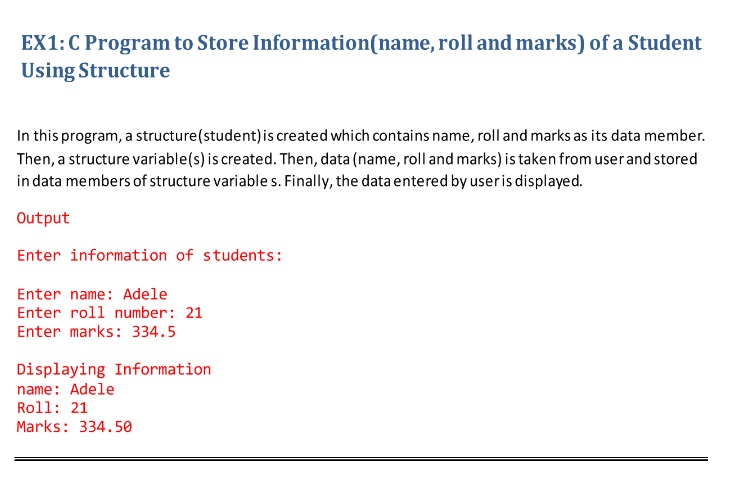 EX1: C Program to Store Information(name, roll and marks) of a Student
Using Structure
In this program, a structure(student) is created which contains name, roll and marks as its data member.
Then, a structure variable(s) is created. Then, data (name, roll and marks) is taken from user and stored
in data members of structure variable s. Finally, the data entered by user is displayed.
Output
Enter information of students:
Enter name: Adele
Enter roll number: 21
Enter marks: 334.5
Displaying Information
name: Adele
Roll: 21
Marks: 334.50